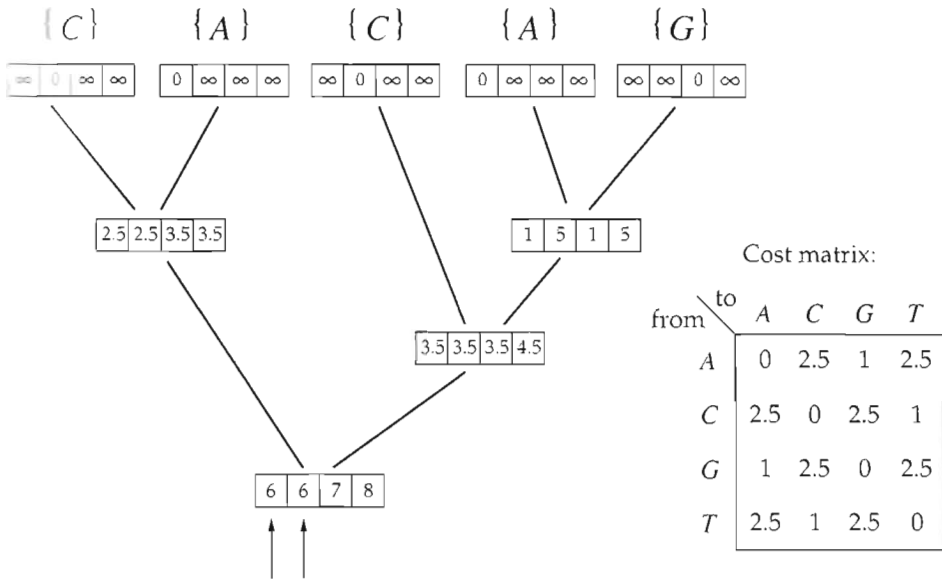 {C} {A} {C} {A} {G}
∞ 0 ∞ ∞ 0 ∞ ∞ ∞ ∞ 0 ∞ ∞ 0 ∞ ∞ ∞ ∞ ∞ 0 ∞
2.5 2.5 3.5 3.5 1 5 1 5
Cost matrix:
to
from A C G T
3.5 3.5 3.5 4.5
A 0 2.5 1 2.5
C 2.5 0 2.5 1
G 1 2.5 0 2.5
6 6 7 8
T 2.5 1 2.5 0